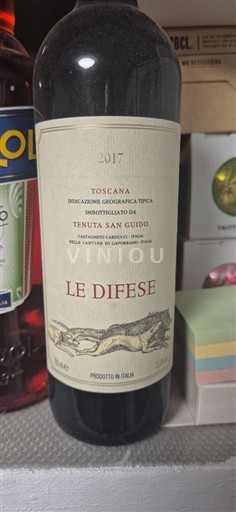 2017
TOSCANA
INDICAZIONE GEOGRAFICA TIPICA
IMBOTTIGLIATO DA
TENUTA SAN GUIDO
CASTAGNETO CARDUCCI - ITALIA
NELLE CANTINE DI GAVORRANO - ITALIA
VINIOU
LE DIFESE
PRODOTTO IN ITALIA